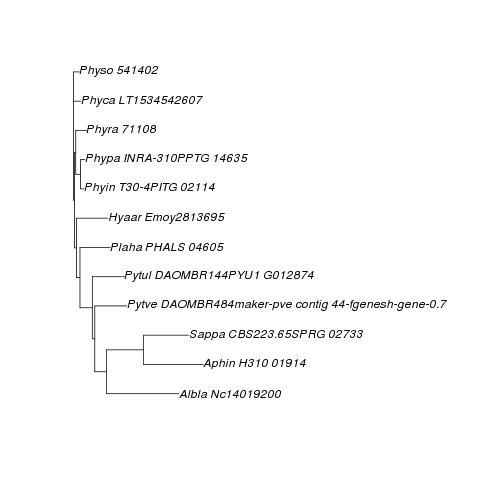 Physo 541402
Phyca LT1534542607
Phyra 71108
Phypa INRA-310PPTG 14635
Phyin T30-4PITG 02114
Hyaar Emoy2813695
Plaha PHALS 04605
Pytul DAOMBR144PYU1 G012874
Pytve DAOMBR484maker-pve contig 44-fgenesh-gene-0.7
Sappa CBS223.65SPRG 02733
Aphin H310 01914
Albla Nc14019200